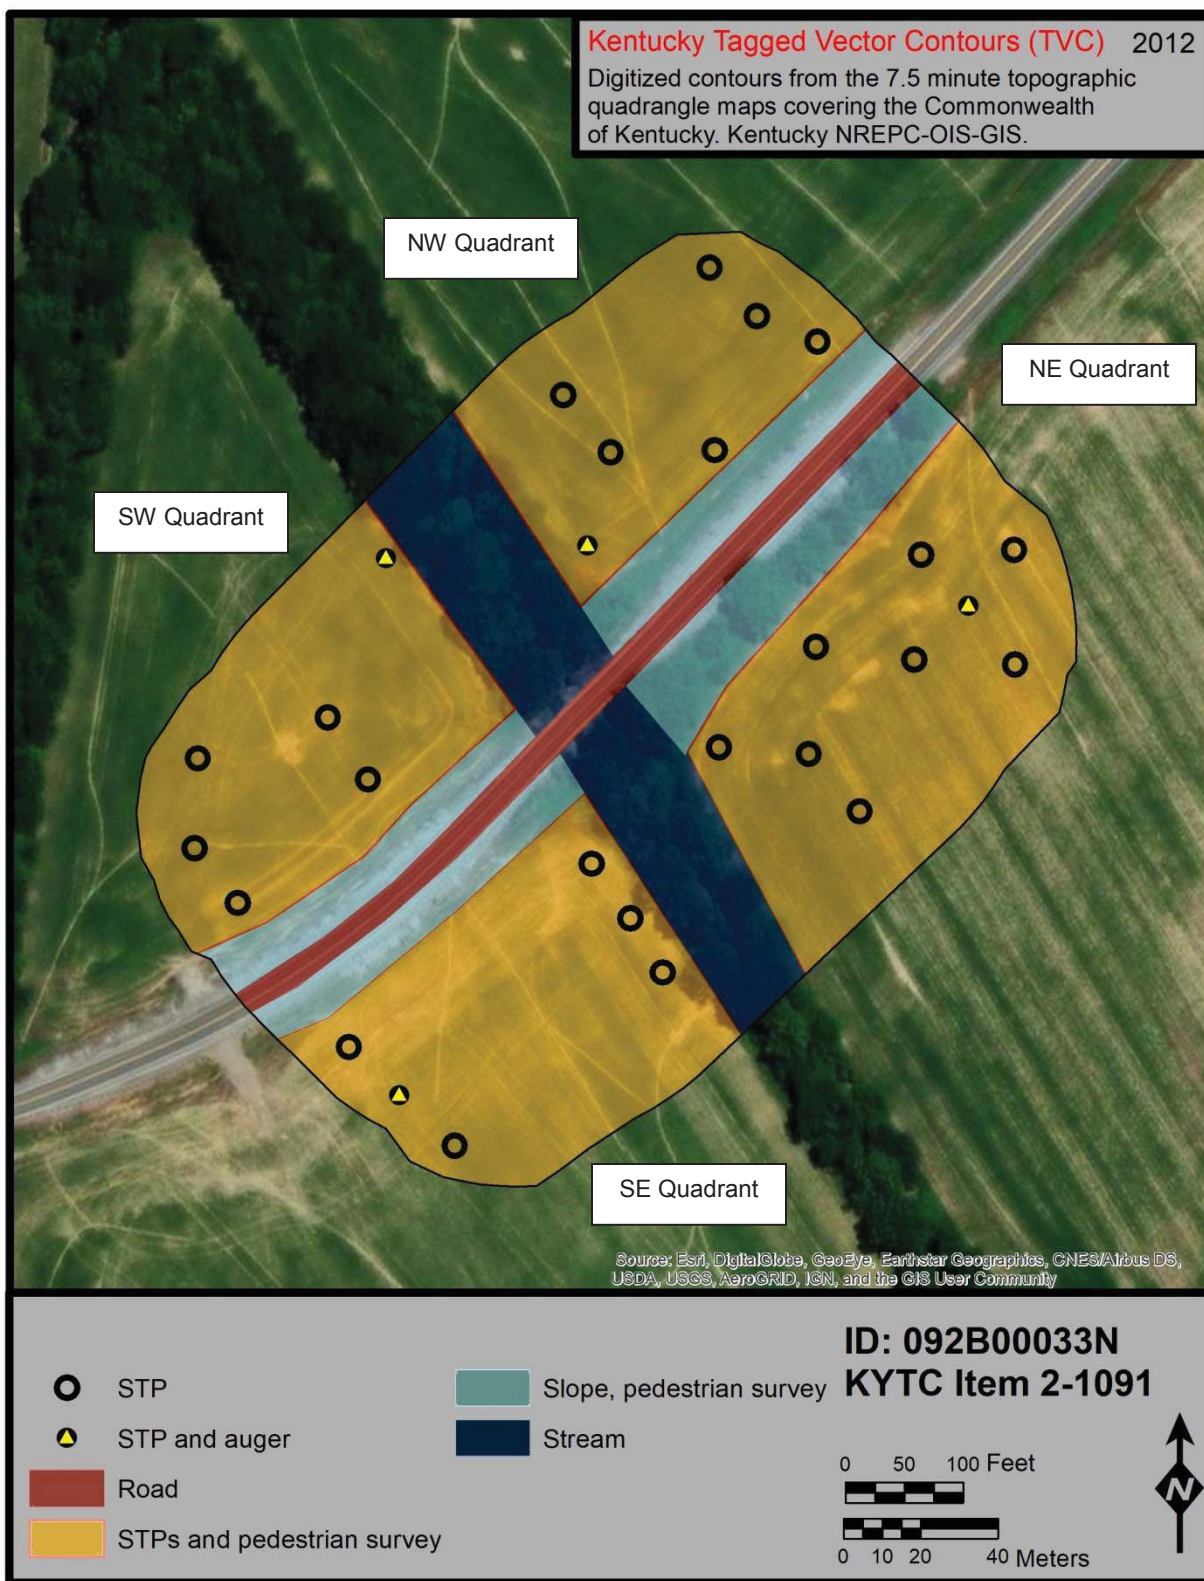 Kentucky Tagged Vector Contours (TVC) 2012
Digitized contours from the 7.5 minute topographic
quadrangle maps covering the Commonwealth
of Kentucky. Kentucky NREPC-OIS-GIS.
NW Quadrant
NE Quadrant
SW Quadrant
SE Quadrant
Source: Esri, DigitalGlobe, GeoEye, Earthstar Geographics, CNES/Airbus DS,
USDA, USGS, AeroGRID, IGN, and the GIS User Community
STP
STP and auger
Road
STPs and pedestrian survey
Slope, pedestrian survey
Stream
ID: 092B00033N
KYTC Item 2-1091
0 50 100 Feet
0 10 20 40 Meters
N